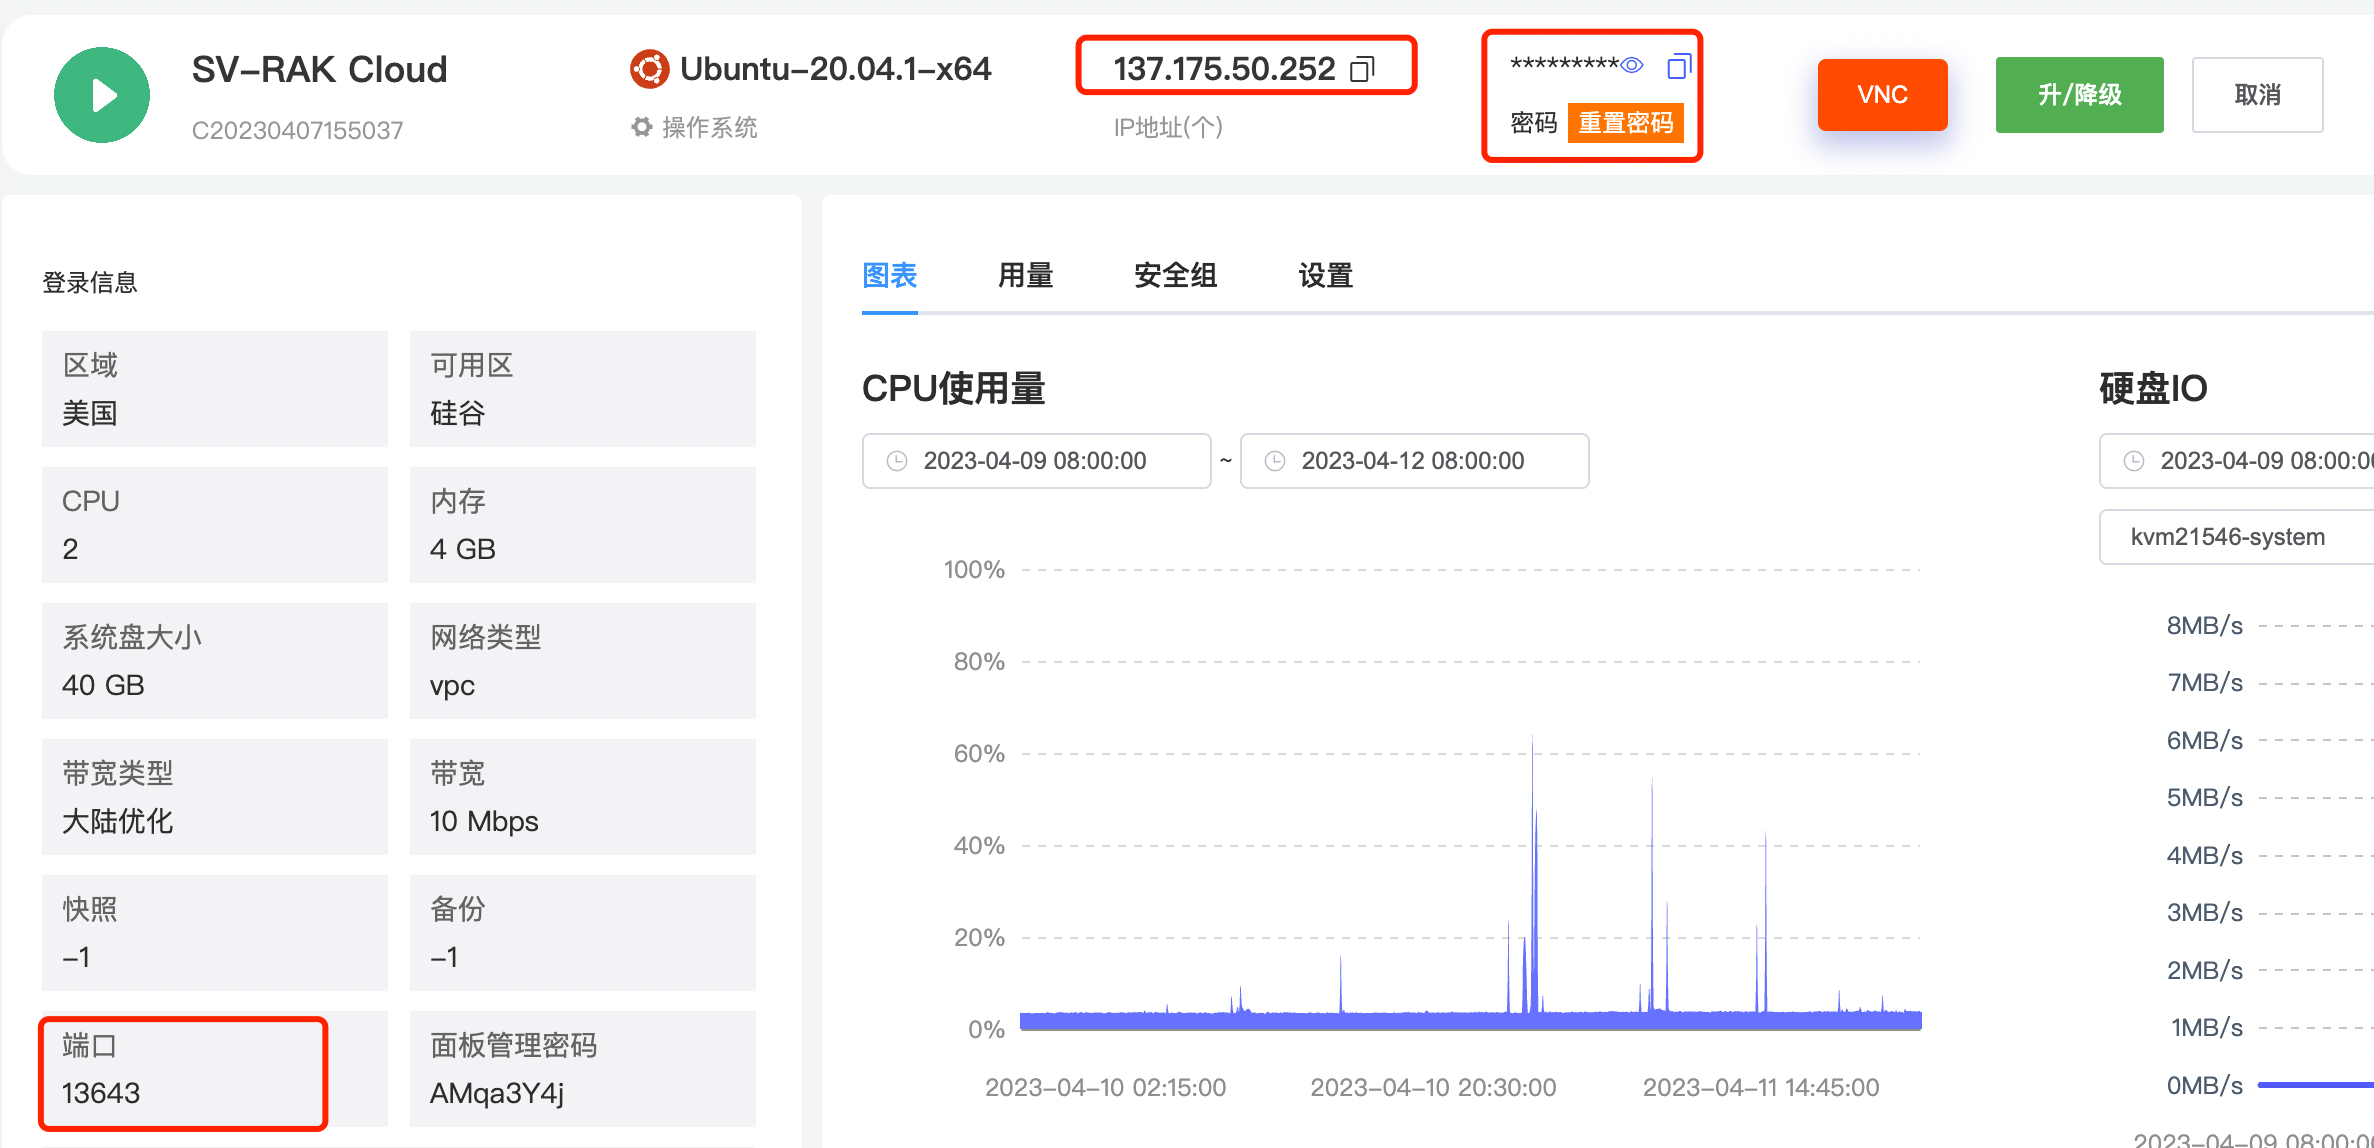 SV-RAK Cloud
C20230407155037
Ubuntu-20.04.1-x64
操作系统
137.175.50.252
IP地址(个)
*********
密码 重置密码
VNC
升/降级
取消
登录信息
区域
美国
可用区
硅谷
CPU
2
内存
4 GB
系统盘大小
40 GB
网络类型
vpc
带宽类型
大陆优化
带宽
10 Mbps
快照
-1
备份
-1
端口
13643
面板管理密码
AMqa3Y4j
图表 用量 安全组 设置
CPU使用量
2023-04-09 08:00:00 ~ 2023-04-12 08:00:00
100%
80%
60%
40%
20%
0%
2023-04-10 02:15:00 2023-04-10 20:30:00 2023-04-11 14:45:00
硬盘IO
2023-04-09 08:00:00
kvm21546-system
8MB/s
7MB/s
6MB/s
5MB/s
4MB/s
3MB/s
2MB/s
1MB/s
0MB/s
2023-04-09 08:00:00